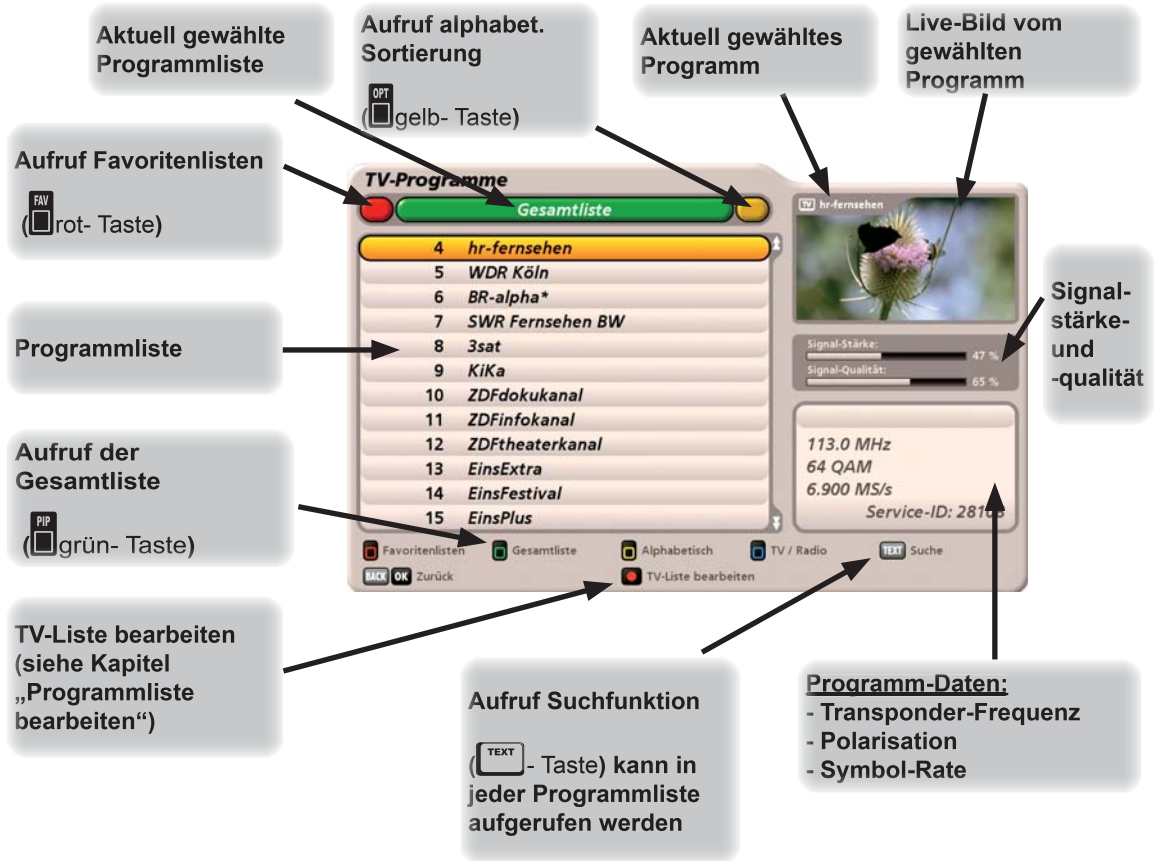 Aktuell gewählte
Programmliste
Aufruf alphabet.
Sortierung
OPT
(gelb- Taste)
Aktuell gewähltes
Programm
Live-Bild vom
gewählten
Programm
Aufruf Favoritenlisten
FAV
(rot- Taste)
Programmliste
Aufruf der
Gesamtliste
PIP
(grün- Taste)
TV-Liste bearbeiten
(siehe Kapitel
„Programmliste
bearbeiten“)
TV-Programme
Gesamtliste
4 hr-fernsehen
5 WDR Köln
6 BR-alpha*
7 SWR Fernsehen BW
8 3sat
9 KiKa
10 ZDFdokukanal
11 ZDFinfokanal
12 ZDFtheaterkanal
13 EinsExtra
14 EinsFestival
15 EinsPlus
TV hr-fernsehen
Signal-Stärke:
47 %
Signal-Qualität:
65 %
113.0 MHz
64 QAM
6.900 MS/s
Service-ID:
Favoritenlisten Gesamtliste Alphabetisch TV / Radio TEXT Suche
BACK OK Zurück TV-Liste bearbeiten
Signal-
stärke-
und
-qualität
Aufruf Suchfunktion
(TEXT - Taste) kann in
jeder Programmliste
aufgerufen werden
Programm-Daten:
- Transponder-Frequenz
- Polarisation
- Symbol-Rate